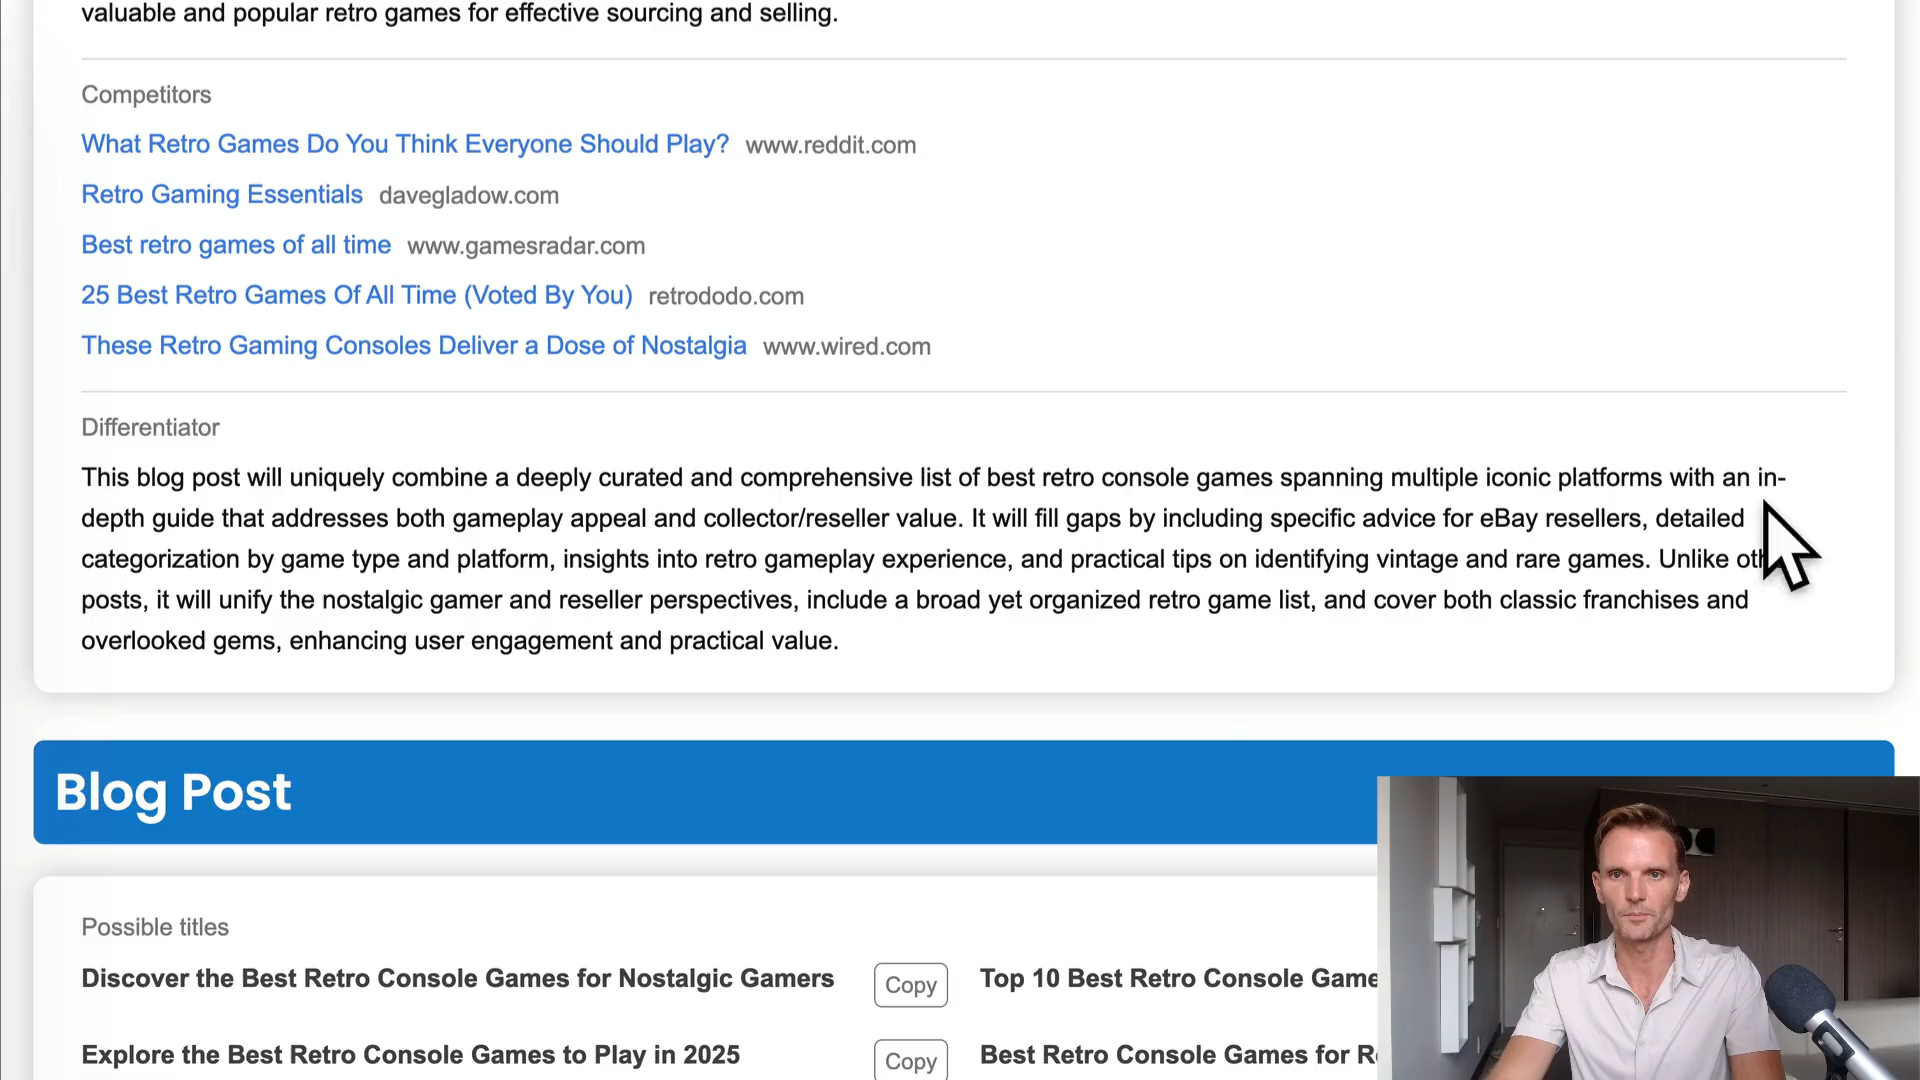 valuable and popular retro games for effective sourcing and selling.
Competitors
What Retro Games Do You Think Everyone Should Play? www.reddit.com
Retro Gaming Essentials davegladow.com
Best retro games of all time www.gamesradar.com
25 Best Retro Games Of All Time (Voted By You) retrododo.com
These Retro Gaming Consoles Deliver a Dose of Nostalgia www.wired.com
Differentiator
This blog post will uniquely combine a deeply curated and comprehensive list of best retro console games spanning multiple iconic platforms with an in-
depth guide that addresses both gameplay appeal and collector/reseller value. It will fill gaps by including specific advice for eBay resellers, detailed
categorization by game type and platform, insights into retro gameplay experience, and practical tips on identifying vintage and rare games. Unlike
posts, it will unify the nostalgic gamer and reseller perspectives, include a broad yet organized retro game list, and cover both classic franchises and
overlooked gems, enhancing user engagement and practical value.
Blog Post
Possible titles
Discover the Best Retro Console Games for Nostalgic Gamers Copy Top 10 Best Retro Console
Explore the Best Retro Console Games to Play in 2025 Copy Best Retro Console Games for